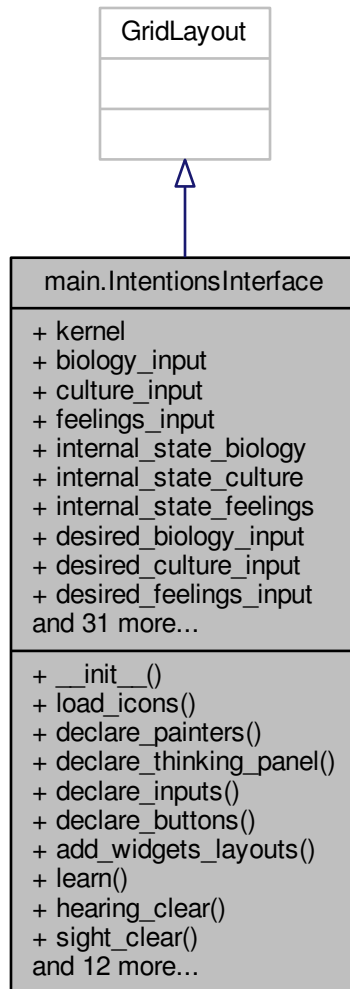 GridLayout
main.IntentionsInterface
+ kernel
+ biology_input
+ culture_input
+ feelings_input
+ internal_state_biology
+ internal_state_culture
+ internal_state_feelings
+ desired_biology_input
+ desired_culture_input
+ desired_feelings_input
and 31 more...
+ __init__()
+ load_icons()
+ declare_painters()
+ declare_thinking_panel()
+ declare_inputs()
+ declare_buttons()
+ add_widgets_layouts()
+ learn()
+ hearing_clear()
+ sight_clear()
and 12 more...